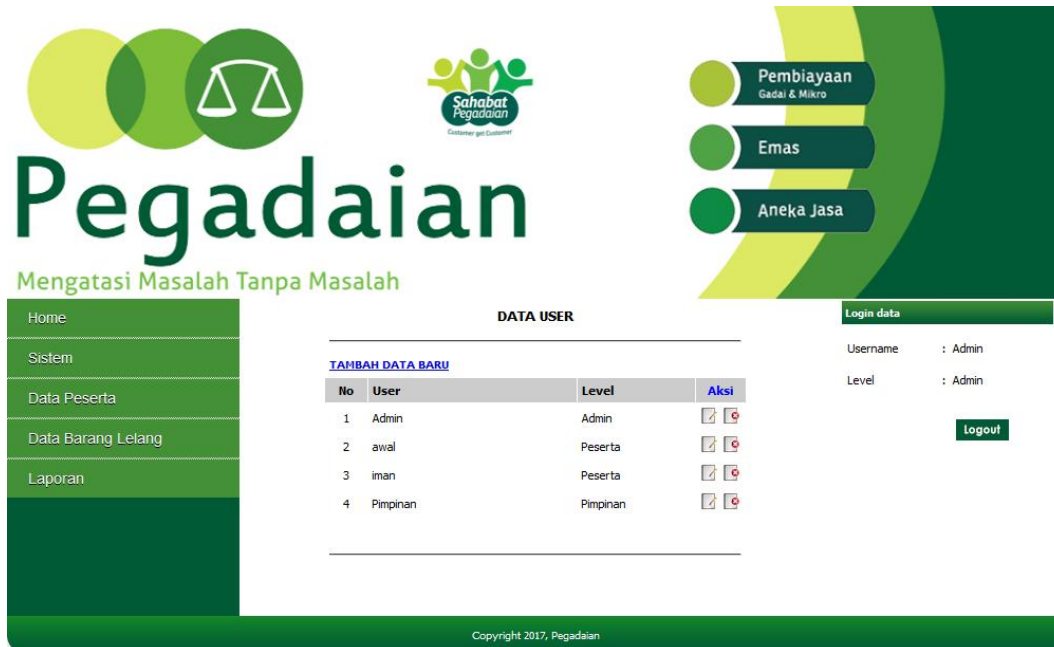 Sahabat
Pegadaian
Customer get Customer
Pegadaian
Mengatasi Masalah Tanpa Masalah
Pembiayaan
Gadai & Mikro
Emas
Aneka Jasa
Home
Sistem
Data Peserta
Data Barang Lelang
Laporan
DATA USER
TAMBAH DATA BARU
No User Level Aksi
1 Admin Admin
2 awal Peserta
3 iman Peserta
4 Pimpinan Pimpinan
Login data
Username : Admin
Level : Admin
Logout
Copyright 2017, Pegadaian